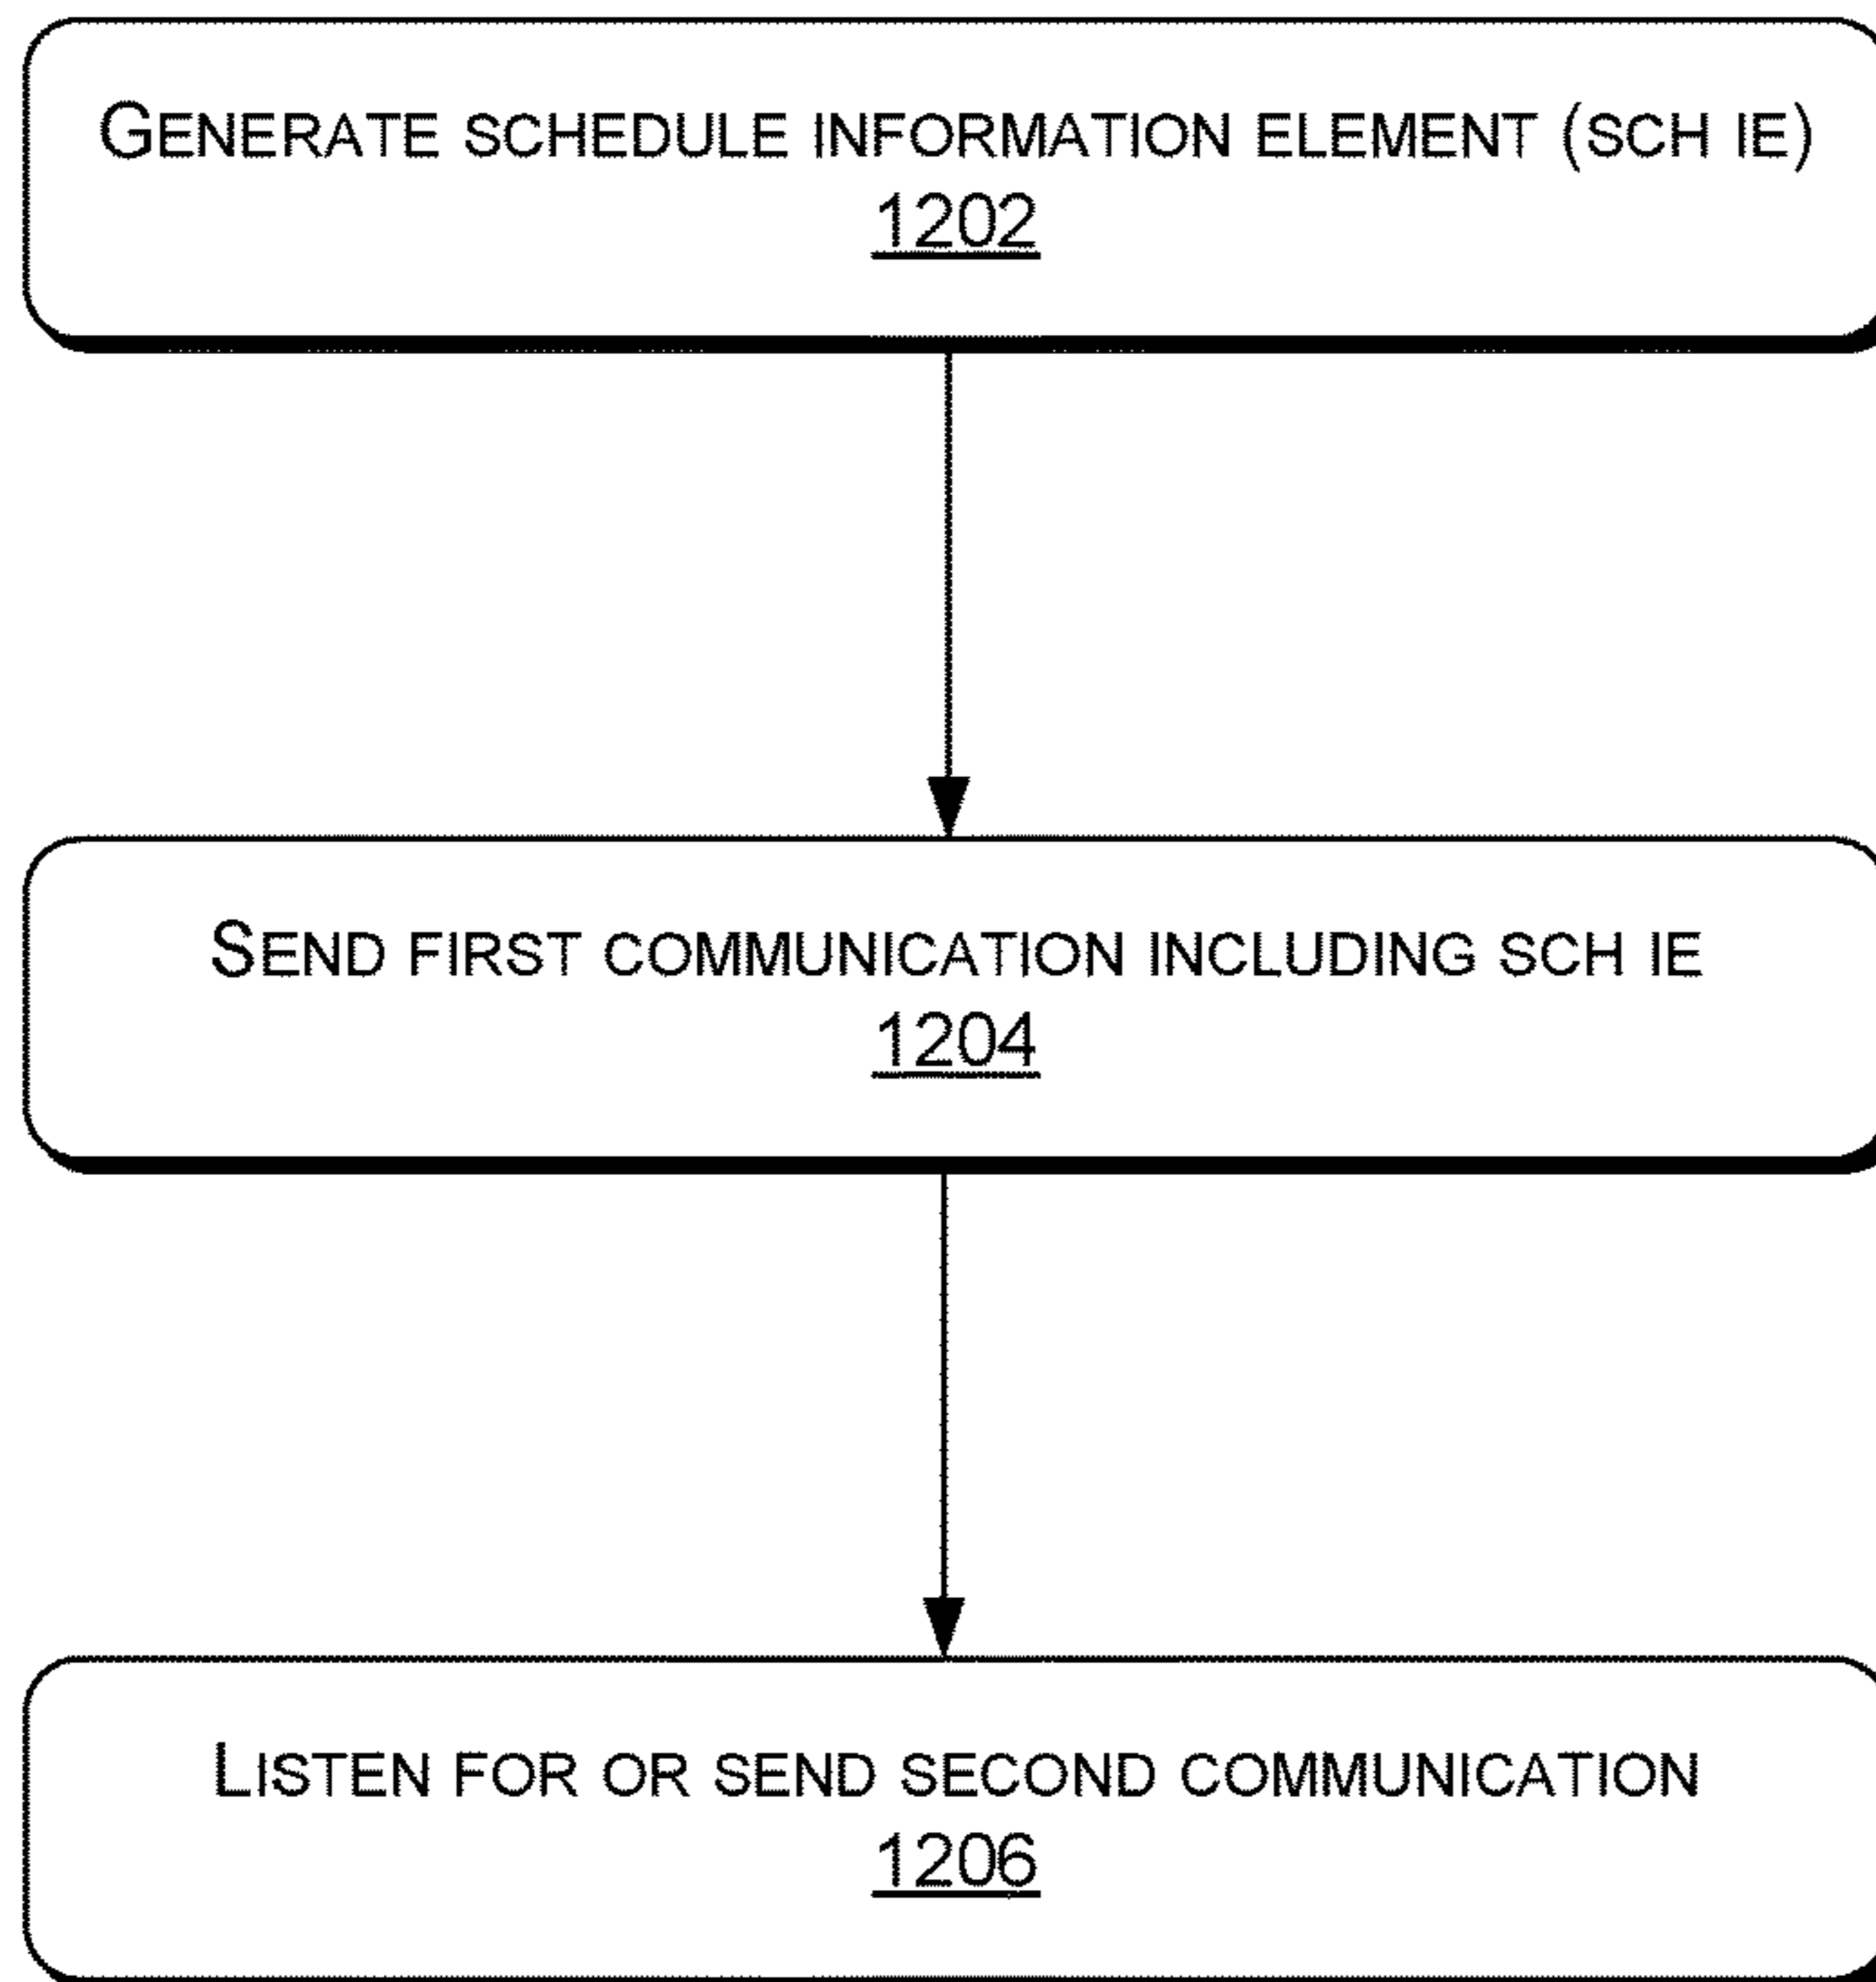 GENERATE SCHEDULE INFORMATION ELEMENT (SCH IE)
1202
SEND FIRST COMMUNICATION INCLUDING SCH IE
1204
LISTEN FOR OR SEND SECOND COMMUNICATION
1206